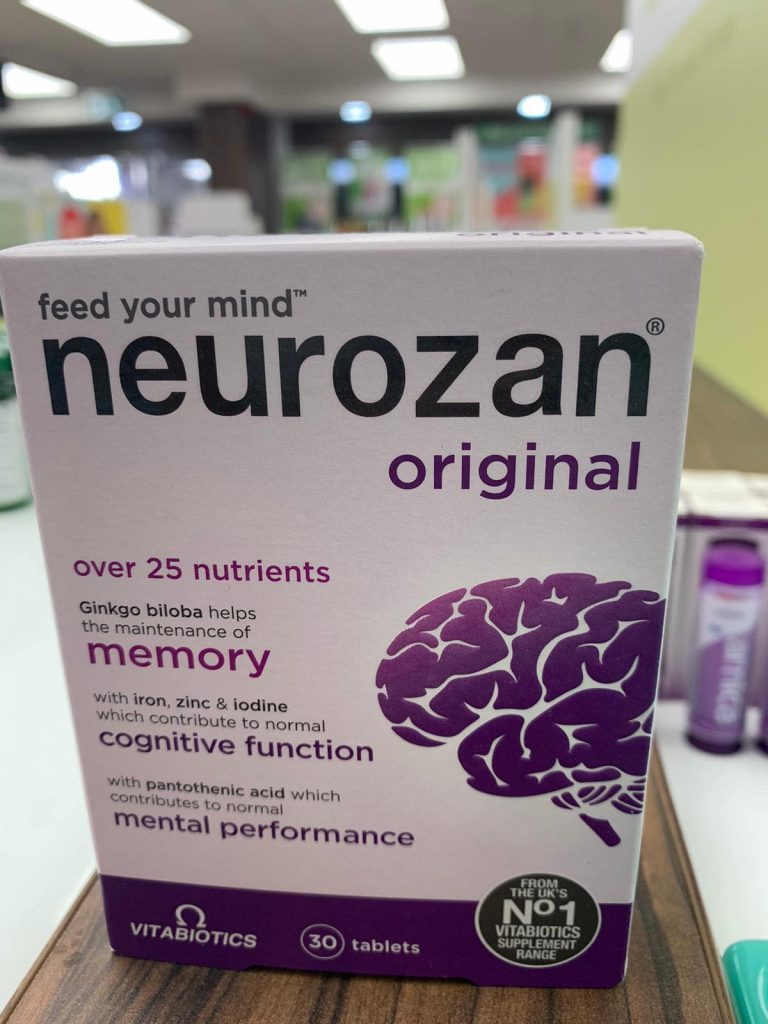 original
feed your mind™
neurozan®
original
over 25 nutrients
Ginkgo biloba helps
the maintenance of
memory
with iron, zinc & iodine
which contribute to normal
cognitive function
with pantothenic acid which
contributes to normal
mental performance
VITABIOTICS
30 tablets
FROM
THE UK'S
Nº1
VITABIOTICS
SUPPLEMENT
RANGE